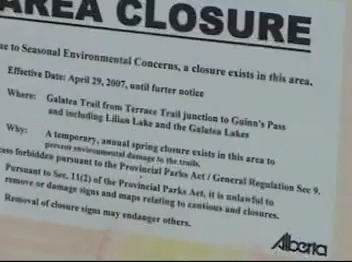 AREA CLOSURE
ue to Seasonal Environmental Concerns, a closure exists in this area.
Effective Date: April 29, 2007, until furter notice
Where: Galatea Trail from Terrace Trail junction to Guinn's Pass
and including Lilian Lake and the Galatea Lakes
Why: A temporary, annual spring closure exists in this area to
prevent environmental damage to the trails.
ess forbidden pursuant to the Provincial Parks Act / General Regulation Sec 9.
Pursuant to Sec. 11(2) of the Provincial Parks Act, it is unlawful to
remove or damage signs and maps relating to cautions and closures.
Removal of closure signs may endanger others.
Alberta